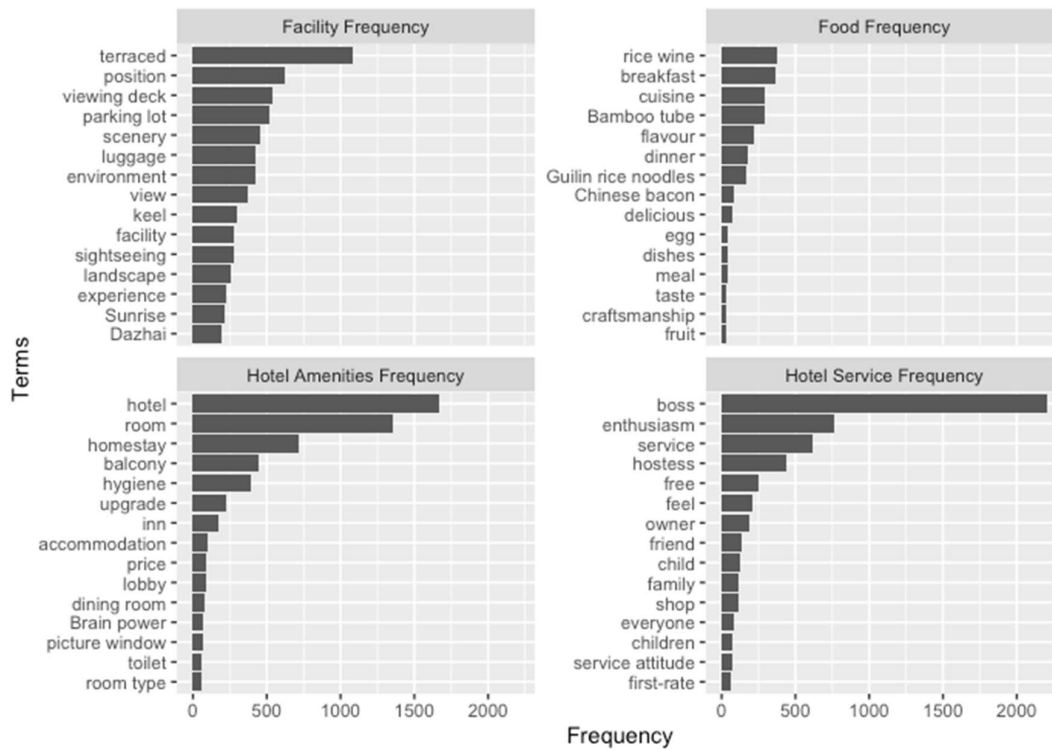 Facility Frequency
terraced
position
viewing deck
parking lot
scenery
luggage
environment
view
keel
facility
sightseeing
landscape
experience
Sunrise
Dazhai
Food Frequency
rice wine
breakfast
cuisine
Bamboo tube
flavour
dinner
Guilin rice noodles
Chinese bacon
delicious
egg
dishes
meal
taste
craftsmanship
fruit
Terms
Hotel Amenities Frequency
hotel
room
homestay
balcony
hygiene
upgrade
inn
accommodation
price
lobby
dining room
Brain power
picture window
toilet
room type
0 500 1000 1500 2000
Hotel Service Frequency
boss
enthusiasm
service
hostess
free
feel
owner
friend
child
family
shop
everyone
children
service attitude
first-rate
0 500 1000 1500 2000
Frequency